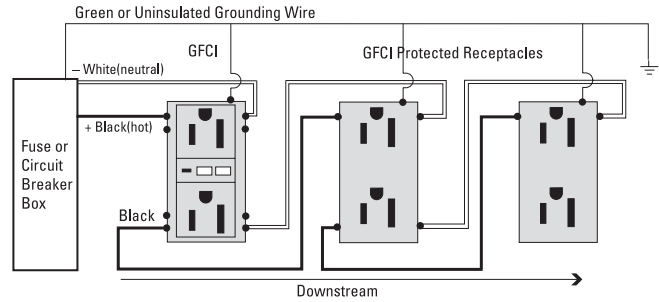 Green or Uninsulated Grounding Wire
GFCI
GFCI Protected Receptacles
– White(neutral)
+ Black(hot)
Fuse or
Circuit
Breaker
Box
Black
Downstream